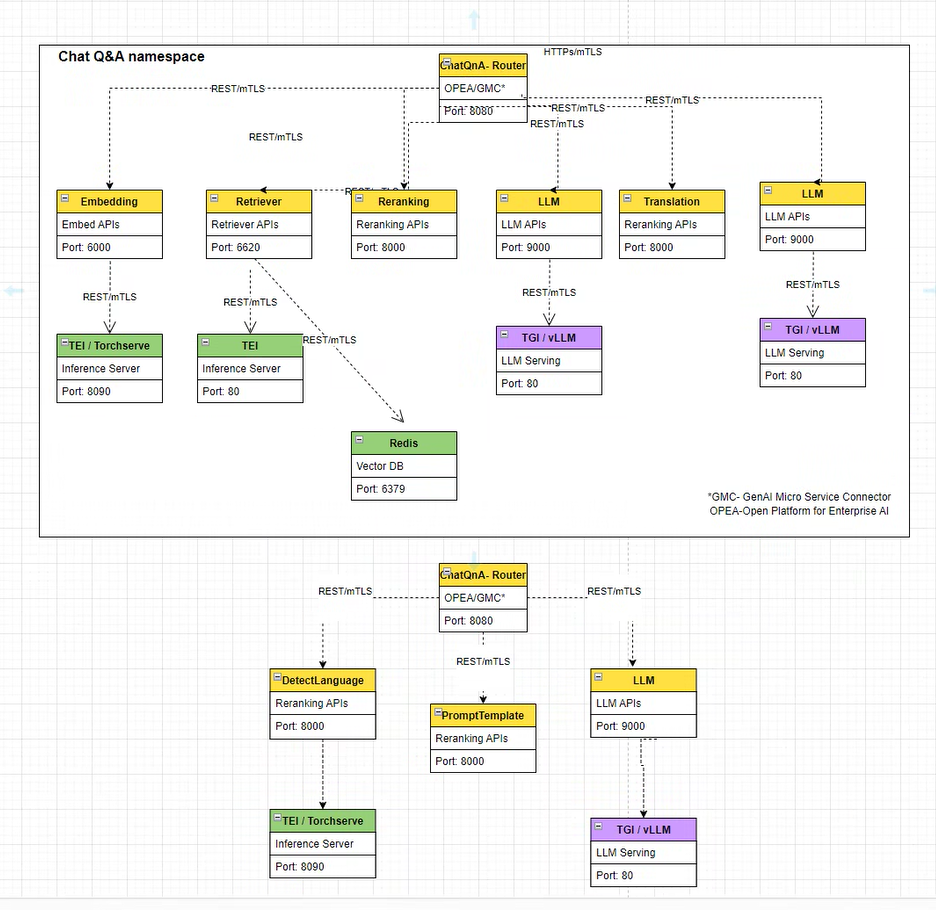 Chat Q&A namespace
HTTPs/mTLS
ChatQnA- Router
OPEA/GMC*
Port: 8080
REST/mTLS
REST/mTLS
REST/mTLS
REST/mTLS
REST/mTLS
REST/mTLS
Embedding
Embed APIs
Port: 6000
Retriever
Retriever APIs
Port: 6620
Reranking
Reranking APIs
Port: 8000
LLM
LLM APIs
Port: 9000
Translation
Reranking APIs
Port: 8000
LLM
LLM APIs
Port: 9000
REST/mTLS
REST/mTLS
REST/mTLS
REST/mTLS
REST/mTLS
TEI / Torchserve
Inference Server
Port: 8090
TEI
Inference Server
Port: 80
TGI / vLLM
LLM Serving
Port: 80
TGI / vLLM
LLM Serving
Port: 80
Redis
Vector DB
Port: 6379
*GMC- GenAI Micro Service Connector
OPEA-Open Platform for Enterprise AI
ChatQnA- Router
OPEA/GMC*
Port: 8080
REST/mTLS
REST/mTLS
REST/mTLS
DetectLanguage
Reranking APIs
Port: 8000
PromptTemplate
Reranking APIs
Port: 8000
LLM
LLM APIs
Port: 9000
TEI / Torchserve
Inference Server
Port: 8090
TGI / vLLM
LLM Serving
Port: 80